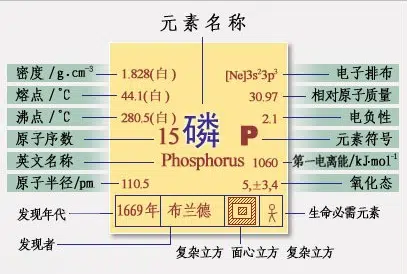 元素名称
密度 /g.cm⁻³ 1.828(白) [Ne]3s²3p³ 电子排布
熔点 /°C 44.1(白) 30.97 相对原子质量
沸点 /°C 280.5(白) 2.1 电负性
原子序数 15 磷 P 元素符号
英文名称 Phosphorus 1060 第一电离能/kJ·mol⁻¹
原子半径/pm 110.5 5,±3,4 氧化态
发现年代 1669年 布兰德 生命必需元素
发现者 复杂立方 面心立方 复杂立方